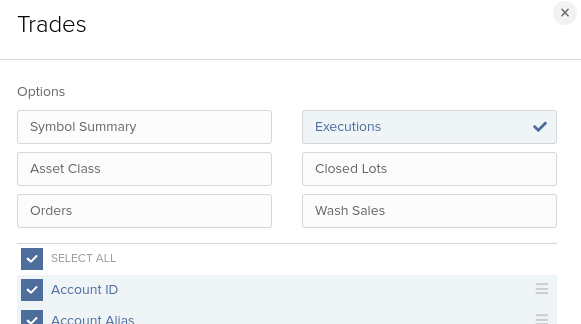 Trades
Options
Symbol Summary
Executions
Asset Class
Closed Lots
Orders
Wash Sales
SELECT ALL
Account ID
Account Alias